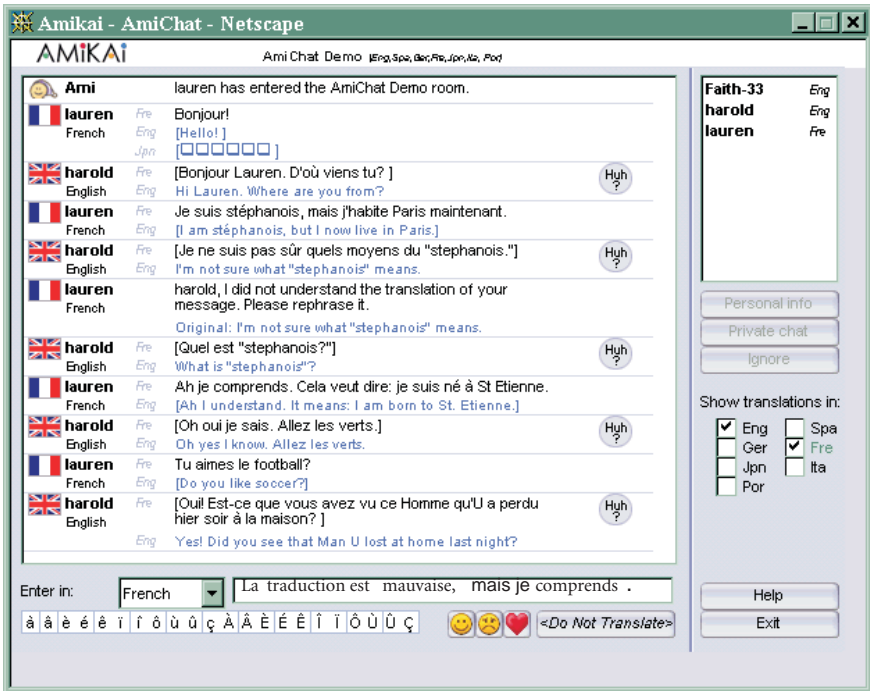 Amikai - AmiChat - Netscape
AMiKAi
AmiChat Demo (Eng,Spa,Ger,Fre,Jpn,Ita, Por)
Ami lauren has entered the AmiChat Demo room.
lauren Fre Bonjour!
French Eng [Hello! ]
Jpn [□□□□□□ ]
harold Fre [Bonjour Lauren. D'où viens tu? ] Huh?
English Eng Hi Lauren. Where are you from?
lauren Fre Je suis stéphanois, mais j'habite Paris maintenant.
French Eng [I am stéphanois, but I now live in Paris.]
harold Fre [Je ne suis pas sûr quels moyens du "stephanois."] Huh?
English Eng I'm not sure what "stephanois" means.
lauren harold, I did not understand the translation of your
French message. Please rephrase it.
Original: I'm not sure what "stephanois" means.
harold Fre [Quel est "stephanois?"] Huh?
English Eng What is "stephanois"?
lauren Fre Ah je comprends. Cela veut dire: je suis né à St Etienne.
French Eng [Ah I understand. It means: I am born to St. Etienne.]
harold Fre [Oh oui je sais. Allez les verts.] Huh?
English Eng Oh yes I know. Allez les verts.
lauren Fre Tu aimes le football?
French Eng [Do you like soccer?]
harold Fre [Oui! Est-ce que vous avez vu ce Homme qu'U a perdu Huh?
English hier soir à la maison? ]
Eng Yes! Did you see that Man U lost at home last night?
Faith-33 Eng
harold Eng
lauren Fre
Personal info
Private chat
Ignore
Show translations in:
Eng Spa
Ger Fre
Jpn Ita
Por
Enter in: French La traduction est mauvaise, mais je comprends .
à â è é ê ï î ô ù û ç À Â È É Ê Î Ï Ô Ù Û Ç <Do Not Translate>
Help
Exit